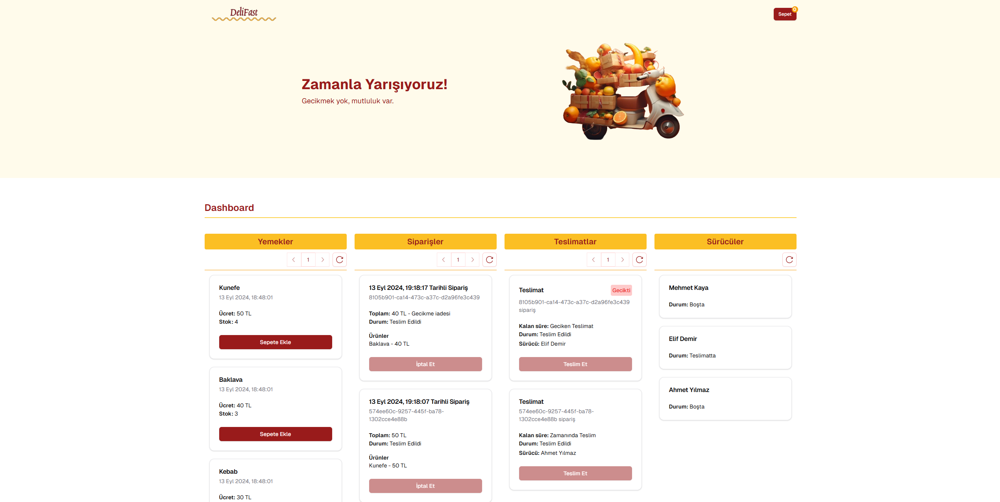 DeliFast
Sepet
0
Zamanla Yarışıyoruz!
Gecikmek yok, mutluluk var.
Dashboard
Yemekler
1
Kunefe
13 Eyl 2024, 18:48:01
Ücret: 50 TL
Stok: 4
Sepete Ekle
Baklava
13 Eyl 2024, 18:48:01
Ücret: 40 TL
Stok: 3
Sepete Ekle
Kebab
13 Eyl 2024, 18:48:01
Ücret: 30 TL
Siparişler
1
13 Eyl 2024, 19:18:17 Tarihli Sipariş
8105b901-ca14-473c-a37c-d2a96fe3c439
Toplam: 40 TL - Gecikme iadesi
Durum: Teslim Edildi
Ürünler
Baklava - 40 TL
İptal Et
13 Eyl 2024, 19:18:07 Tarihli Sipariş
574ee60c-9257-445f-ba78-
1302cce4e88b
Toplam: 50 TL
Durum: Teslim Edildi
Ürünler
Kunefe - 50 TL
İptal Et
Teslimatlar
1
Teslimat
Gecikti
8105b901-ca14-473c-a37c-d2a96fe3c439
sipariş
Kalan süre: Geciken Teslimat
Durum: Teslim Edildi
Sürücü: Elif Demir
Teslim Et
Teslimat
574ee60c-9257-445f-ba78-
1302cce4e88b sipariş
Kalan süre: Zamanında Teslim
Durum: Teslim Edildi
Sürücü: Ahmet Yılmaz
Teslim Et
Sürücüler
Mehmet Kaya
Durum: Boşta
Elif Demir
Durum: Teslimatta
Ahmet Yılmaz
Durum: Boşta